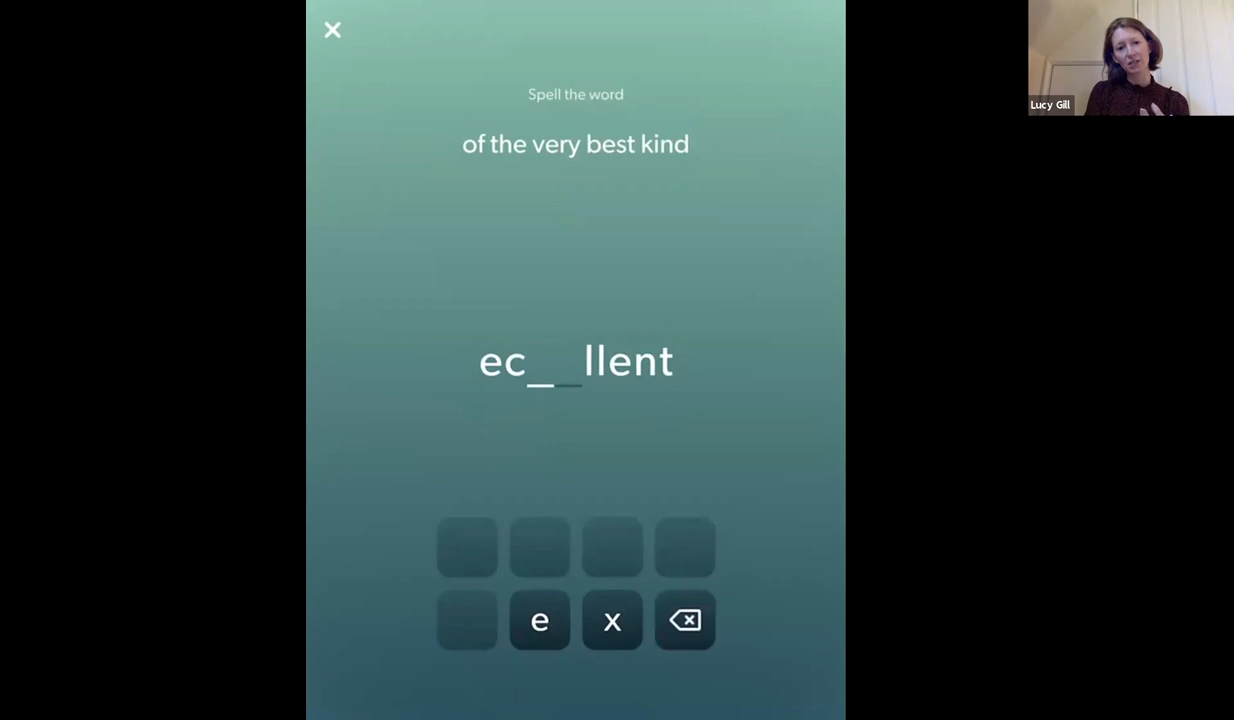 Spell the word
of the very best kind
ec__llent
e x
Lucy Gill